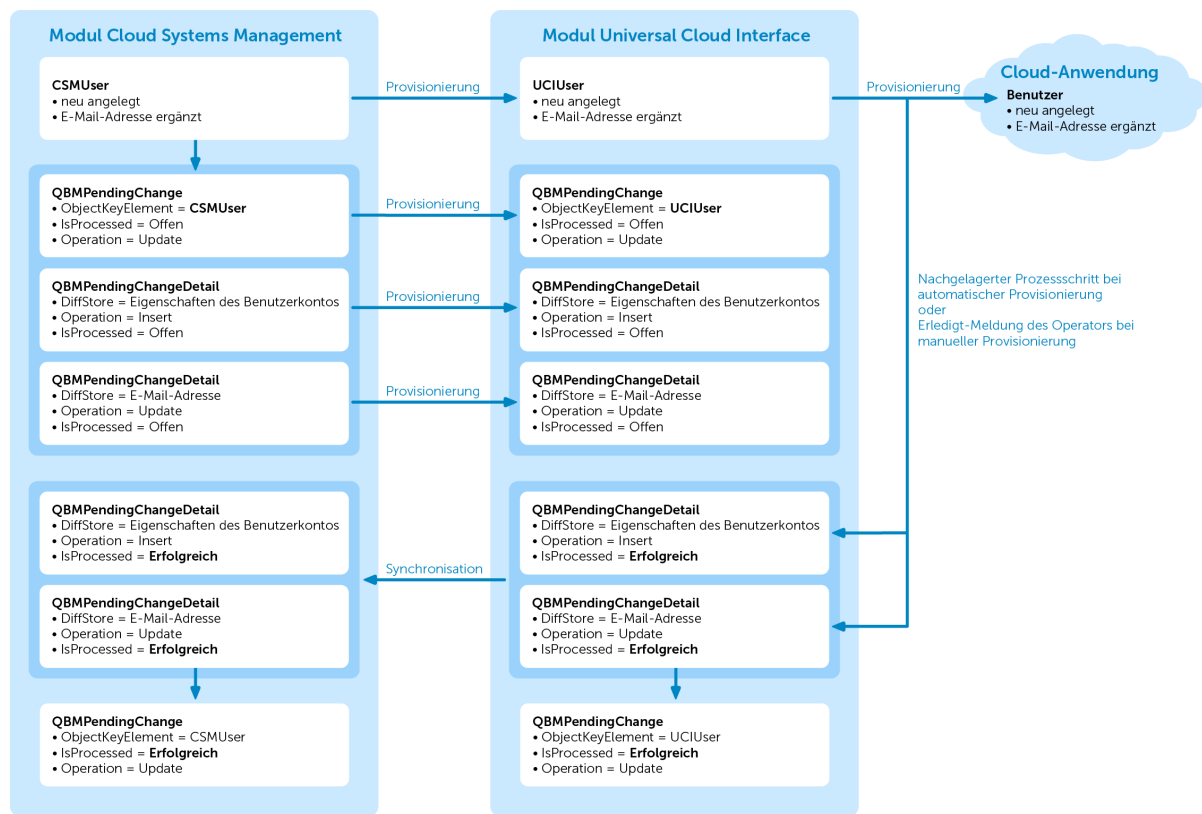 Modul Cloud Systems Management
CSMUser
• neu angelegt
• E-Mail-Adresse ergänzt
QBMPendingChange
• ObjectKeyElement = CSMUser
• IsProcessed = Offen
• Operation = Update
QBMPendingChangeDetail
• DiffStore = Eigenschaften des Benutzerkontos
• Operation = Insert
• IsProcessed = Offen
QBMPendingChangeDetail
• DiffStore = E-Mail-Adresse
• Operation = Update
• IsProcessed = Offen
QBMPendingChangeDetail
• DiffStore = Eigenschaften des Benutzerkontos
• Operation = Insert
• IsProcessed = Erfolgreich
QBMPendingChangeDetail
• DiffStore = E-Mail-Adresse
• Operation = Update
• IsProcessed = Erfolgreich
QBMPendingChange
• ObjectKeyElement = CSMUser
• IsProcessed = Erfolgreich
• Operation = Update
Provisionierung
Provisionierung
Provisionierung
Provisionierung
Synchronisation
Modul Universal Cloud Interface
UCIUser
• neu angelegt
• E-Mail-Adresse ergänzt
QBMPendingChange
• ObjectKeyElement = UCIUser
• IsProcessed = Offen
• Operation = Update
QBMPendingChangeDetail
• DiffStore = Eigenschaften des Benutzerkontos
• Operation = Insert
• IsProcessed = Offen
QBMPendingChangeDetail
• DiffStore = E-Mail-Adresse
• Operation = Update
• IsProcessed = Offen
QBMPendingChangeDetail
• DiffStore = Eigenschaften des Benutzerkontos
• Operation = Insert
• IsProcessed = Erfolgreich
QBMPendingChangeDetail
• DiffStore = E-Mail-Adresse
• Operation = Update
• IsProcessed = Erfolgreich
QBMPendingChange
• ObjectKeyElement = UCIUser
• IsProcessed = Erfolgreich
• Operation = Update
Provisionierung
Cloud-Anwendung
Benutzer
• neu angelegt
• E-Mail-Adresse ergänzt
Nachgelagerter Prozessschritt bei
automatischer Provisionierung
oder
Erledigt-Meldung des Operators bei
manueller Provisionierung